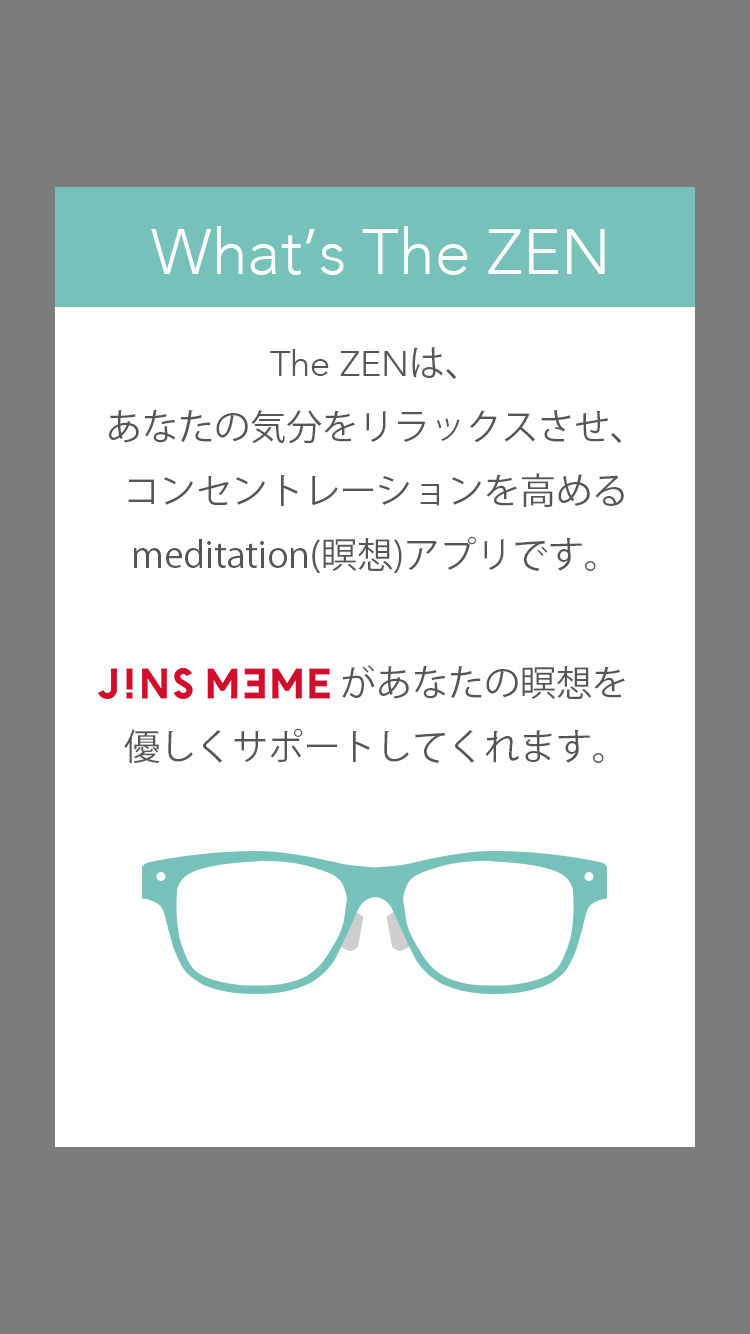 What’s The ZEN
The ZENは、
あなたの気分をリラックスさせ、
コンセントレーションを高める
meditation(瞑想)アプリです。
J!NS MEME があなたの瞑想を
優しくサポートしてくれます。